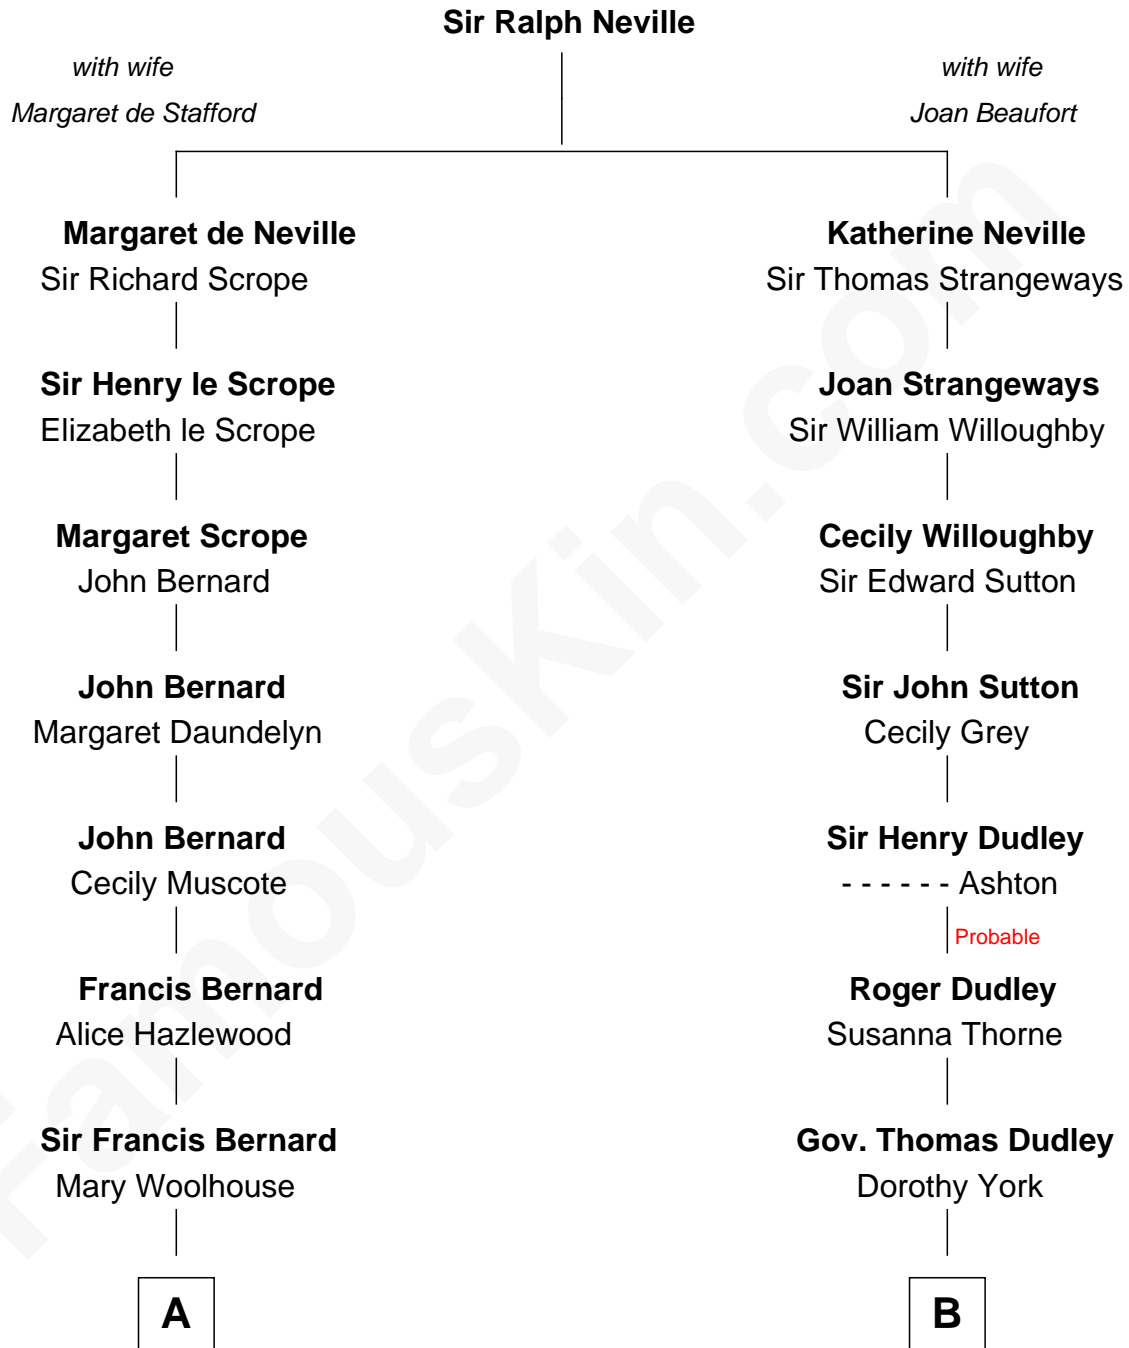 Sir Ralph Neville
with wife
Margaret de Stafford
with wife
Joan Beaufort
Margaret de Neville
Sir Richard Scrope
Katherine Neville
Sir Thomas Strangeways
Sir Henry le Scrope
Elizabeth le Scrope
Joan Strangeways
Sir William Willoughby
Margaret Scrope
John Bernard
Cecily Willoughby
Sir Edward Sutton
John Bernard
Margaret Daundelyn
Sir John Sutton
Cecily Grey
John Bernard
Cecily Muscote
Sir Henry Dudley
- - - - - - Ashton
Probable
Francis Bernard
Alice Hazlewood
Roger Dudley
Susanna Thorne
Sir Francis Bernard
Mary Woolhouse
Gov. Thomas Dudley
Dorothy York
A
B
FamousKin.com